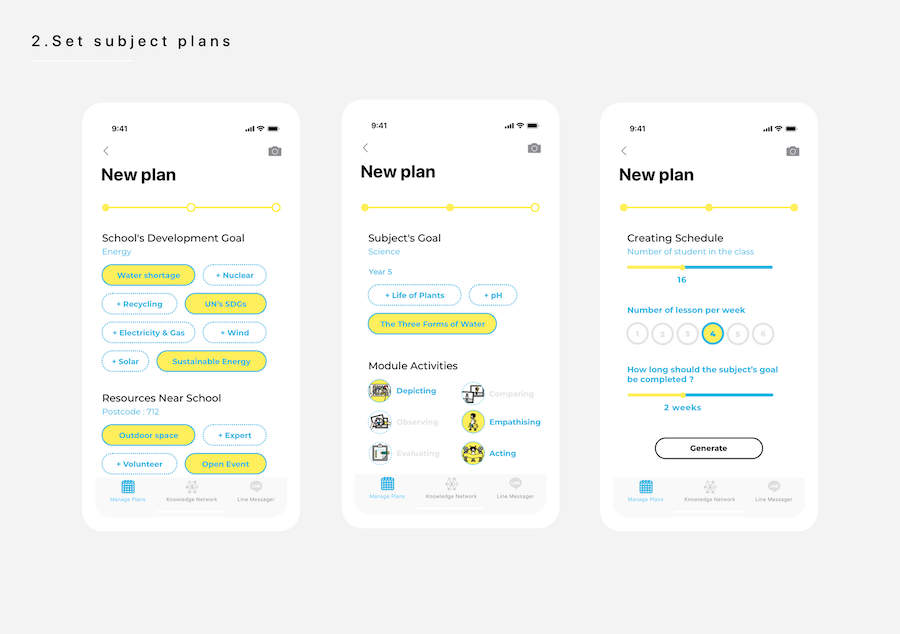 2.Set subject plans
9:41
New plan
School's Development Goal
Energy
Water shortage
+ Nuclear
+ Recycling
UN's SDGs
+ Electricity & Gas
+ Wind
+ Solar
Sustainable Energy
Resources Near School
Postcode : 712
Outdoor space
+ Expert
+ Volunteer
Open Event
Manage Plans
Knowledge Network
Line Messager
9:41
New plan
Subject's Goal
Science
Year 5
+ Life of Plants
+ pH
The Three Forms of Water
Module Activities
Depicting
Comparing
Observing
Empathising
Evaluating
Acting
Manage Plans
Knowledge Network
Line Messager
9:41
New plan
Creating Schedule
Number of student in the class
16
Number of lesson per week
1 2 3 4 5 6
How long should the subject's goal
be completed ?
2 weeks
Generate
Manage Plans
Knowledge Network
Line Messager